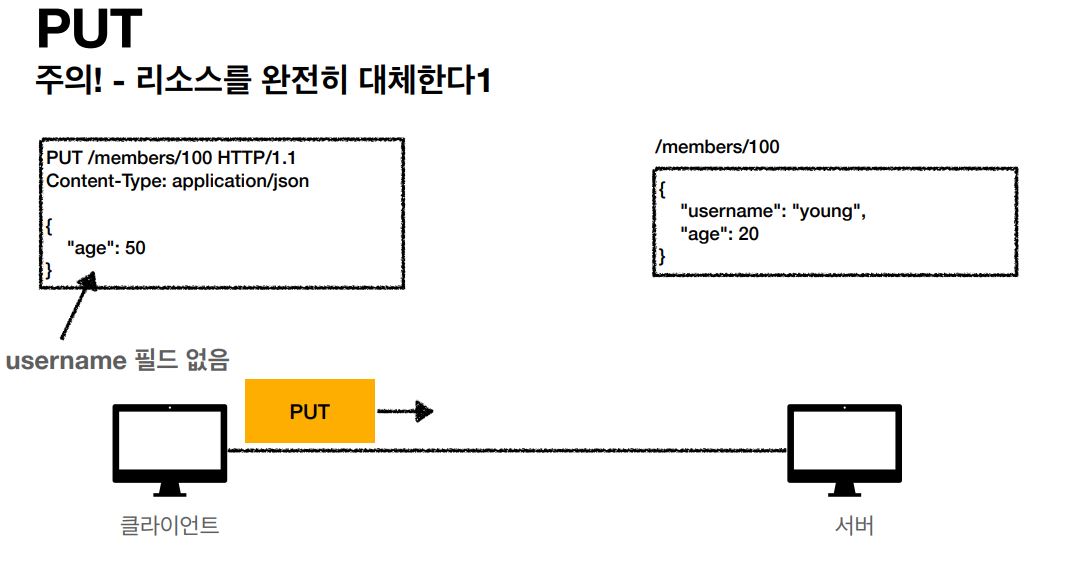 PUT
주의! - 리소스를 완전히 대체한다1
PUT /members/100 HTTP/1.1
Content-Type: application/json
{
"age": 50
}
username 필드 없음
/members/100
{
"username": "young",
"age": 20
}
PUT
클라이언트
서버